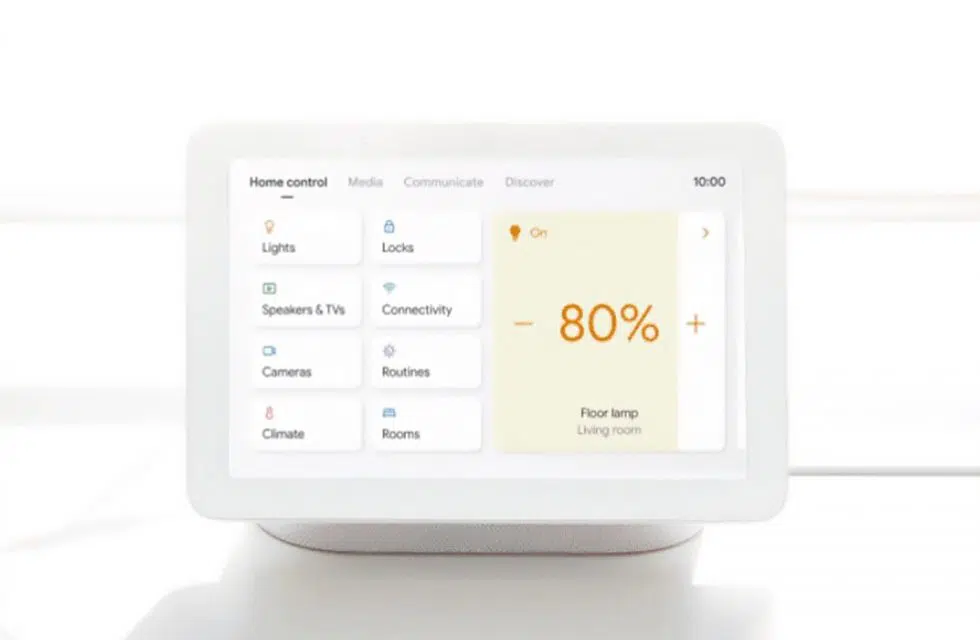 Home control Media Communicate Discover 10:00
Lights
Locks
Speakers & TVs
Connectivity
Cameras
Routines
Climate
Rooms
On
− 80% +
Floor lamp
Living room